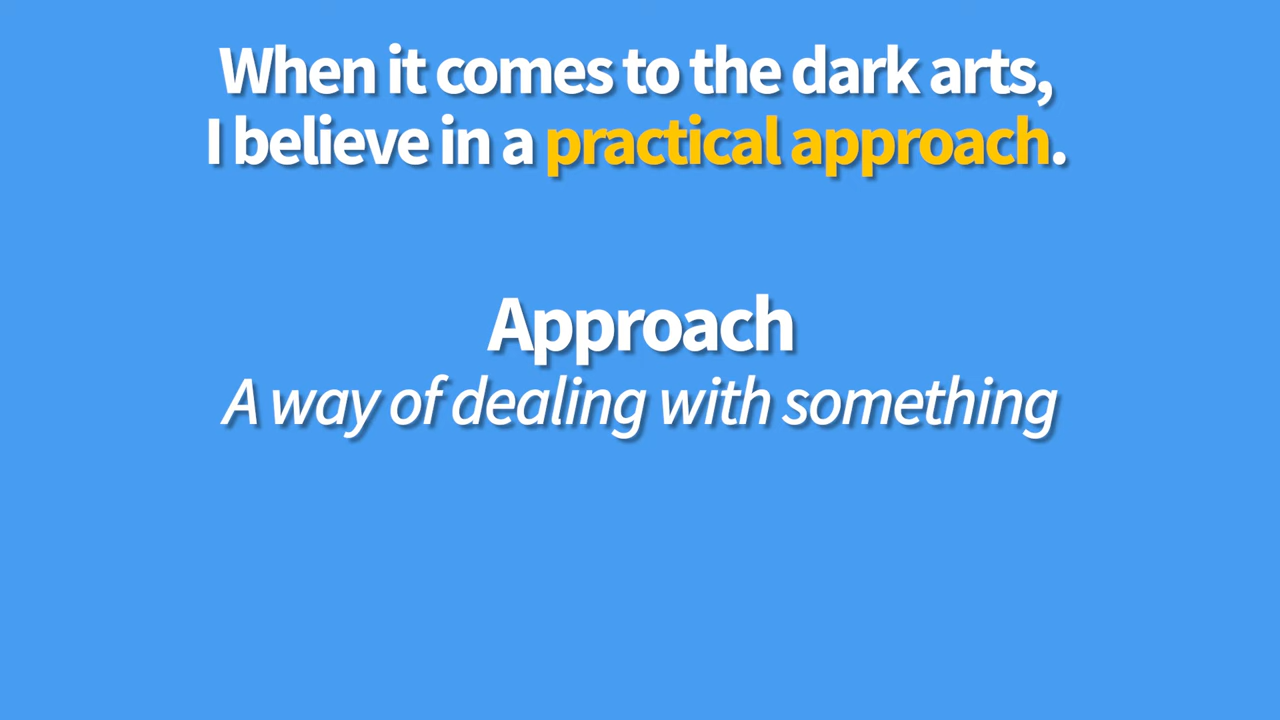 When it comes to the dark arts,
I believe in a practical approach.
Approach
A way of dealing with something